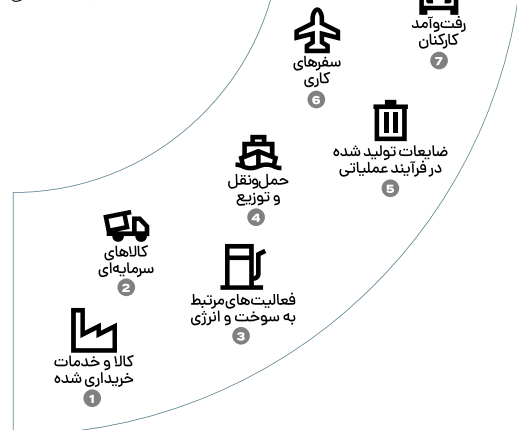 رفت‌وآمد
کارکنان
7
سفرهای
کاری
6
ضایعات تولید شده
در فرآیند عملیاتی
5
حمل‌ونقل
و توزیع
4
کالاهای
سرمایه‌ای
2
فعالیت‌های‌مرتبط
به سوخت و انرژی
3
کالا و خدمات
خریداری شده
1